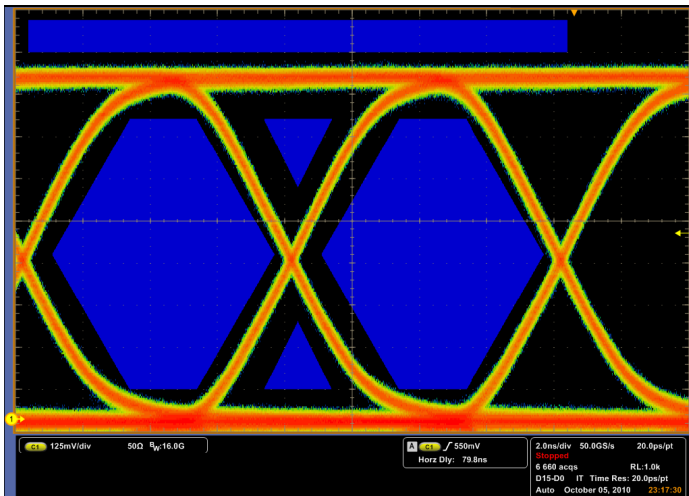 1
C1 125mV/div 50Ω BW:16.0G
A C1 550mV
Horz Dly: 79.8ns
2.0ns/div 50.0GS/s 20.0ps/pt
Stopped
6 660 acqs RL:1.0k
D15-D0 IT Time Res: 20.0ps/pt
Auto October 05, 2010 23:17:30